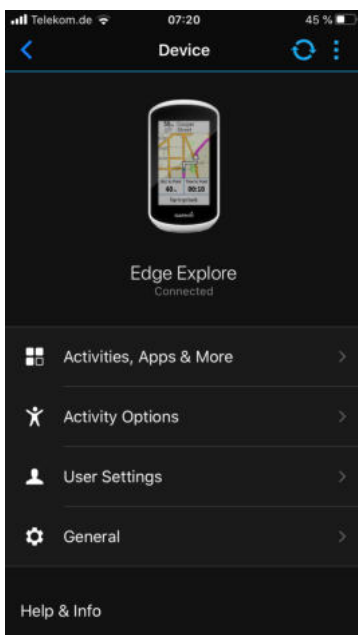 Telekom.de
07:20
45 %
Device
Edge Explore
Connected
Activities, Apps & More
Activity Options
User Settings
General
Help & Info